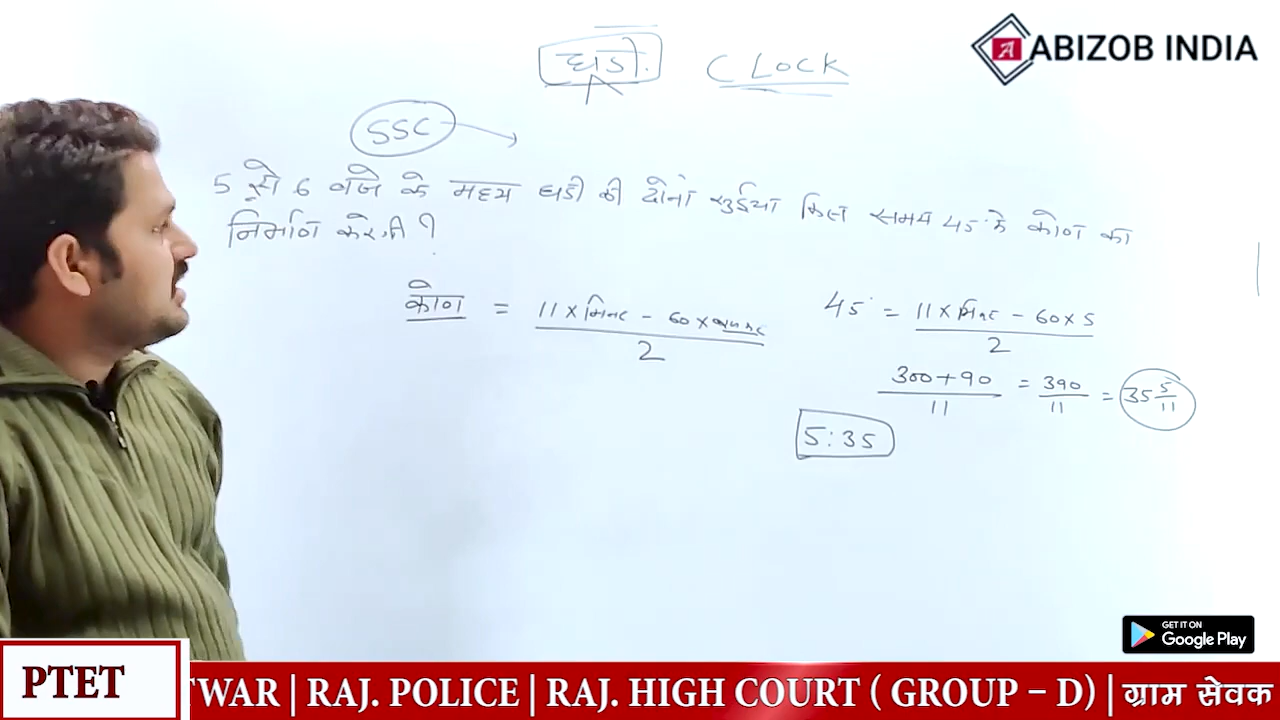 ABIZOB INDIA
घडी. CLOCK
SSC
5 से 6 बजे के मध्य घडी की दोनों सुईया किस समय 45° के कोण का
निर्माण करेगी ?
कोण = 11 × मिनट - 60 × / 2
45° = 11 × मिनट - 60 × 5 / 2
300 + 90 / 11 = 390 / 11 = 35 5/11
5:35
GET IT ON
Google Play
PTET
TWAR | RAJ. POLICE | RAJ. HIGH COURT ( GROUP – D) | ग्राम सेवक